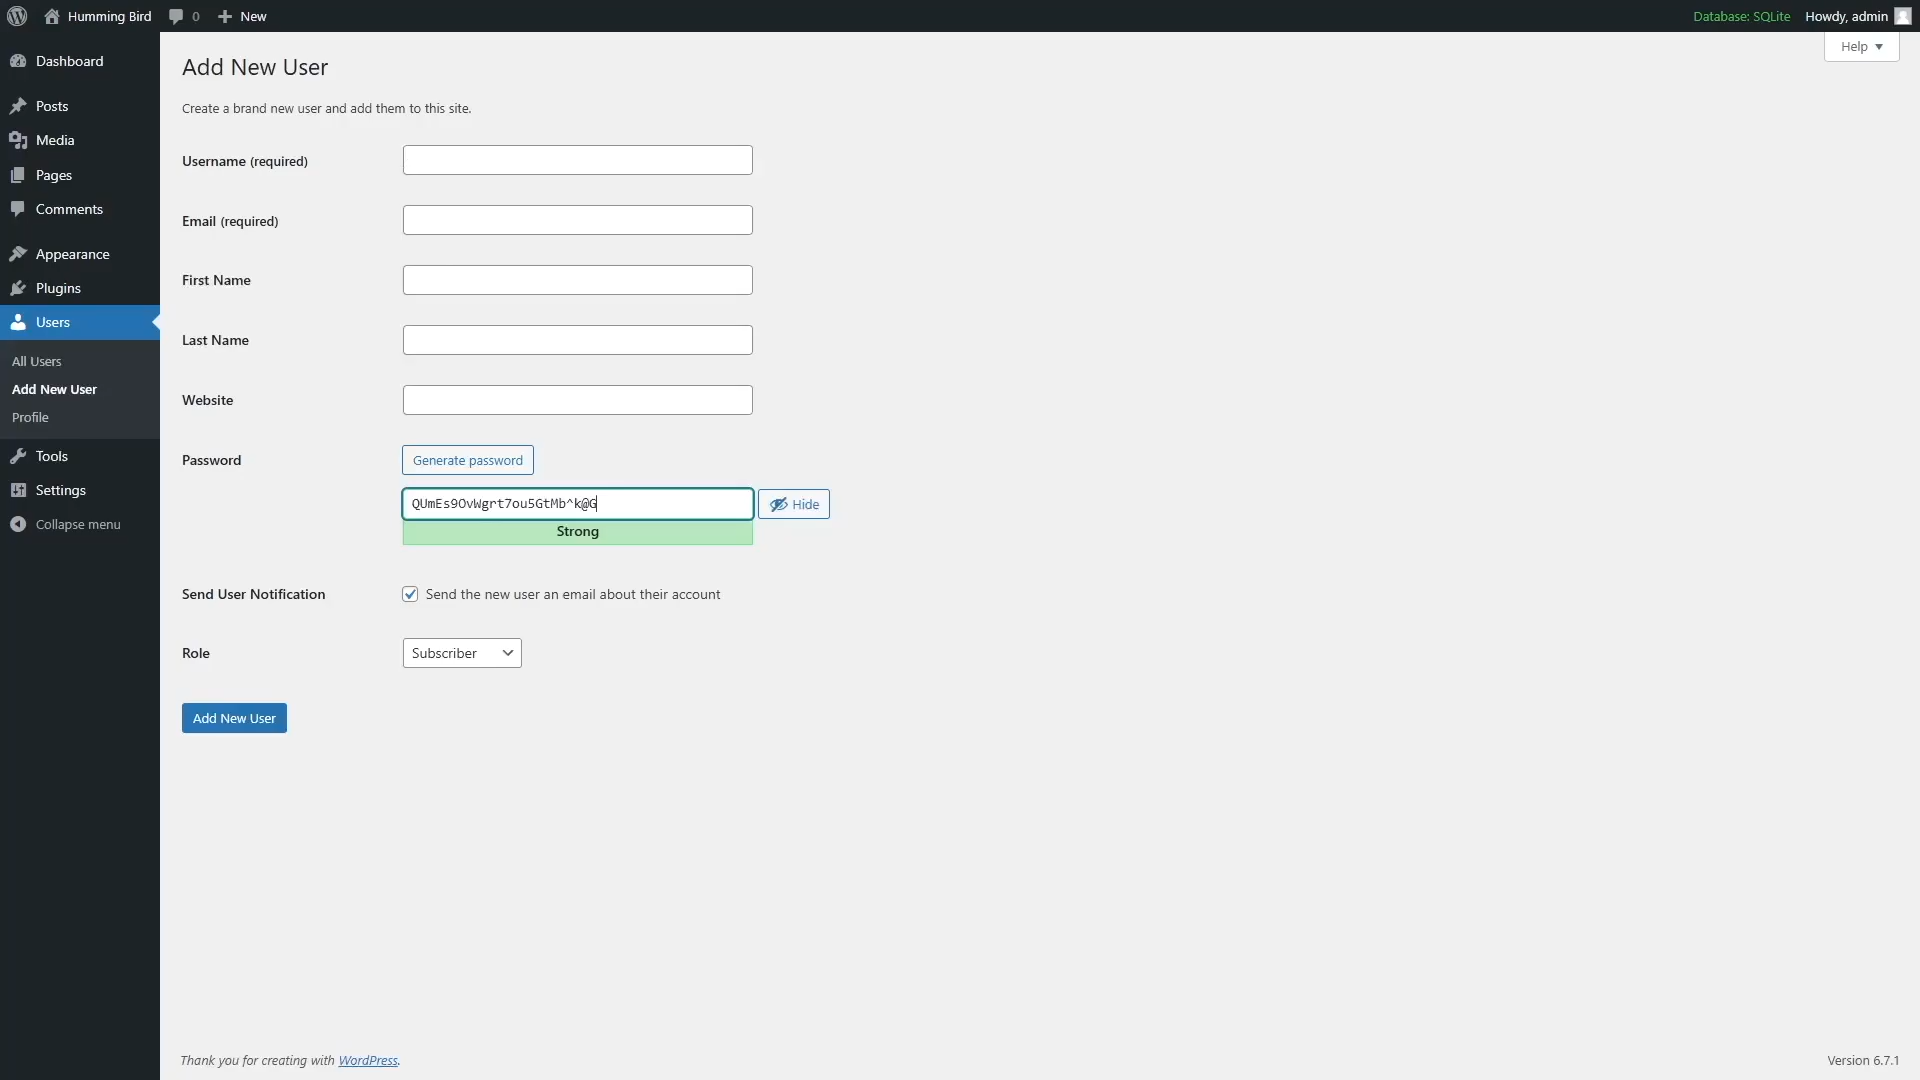 Humming Bird 0 New Database: SQLite Howdy, admin
Help
Dashboard
Posts
Media
Pages
Comments
Appearance
Plugins
Users
All Users
Add New User
Profile
Tools
Settings
Collapse menu
Add New User
Create a brand new user and add them to this site.
Username (required)
Email (required)
First Name
Last Name
Website
Password Generate password
QUmEs9OvWgrt7ou5GtMb^k@G Hide
Strong
Send User Notification Send the new user an email about their account
Role Subscriber
Add New User
Thank you for creating with WordPress. Version 6.7.1